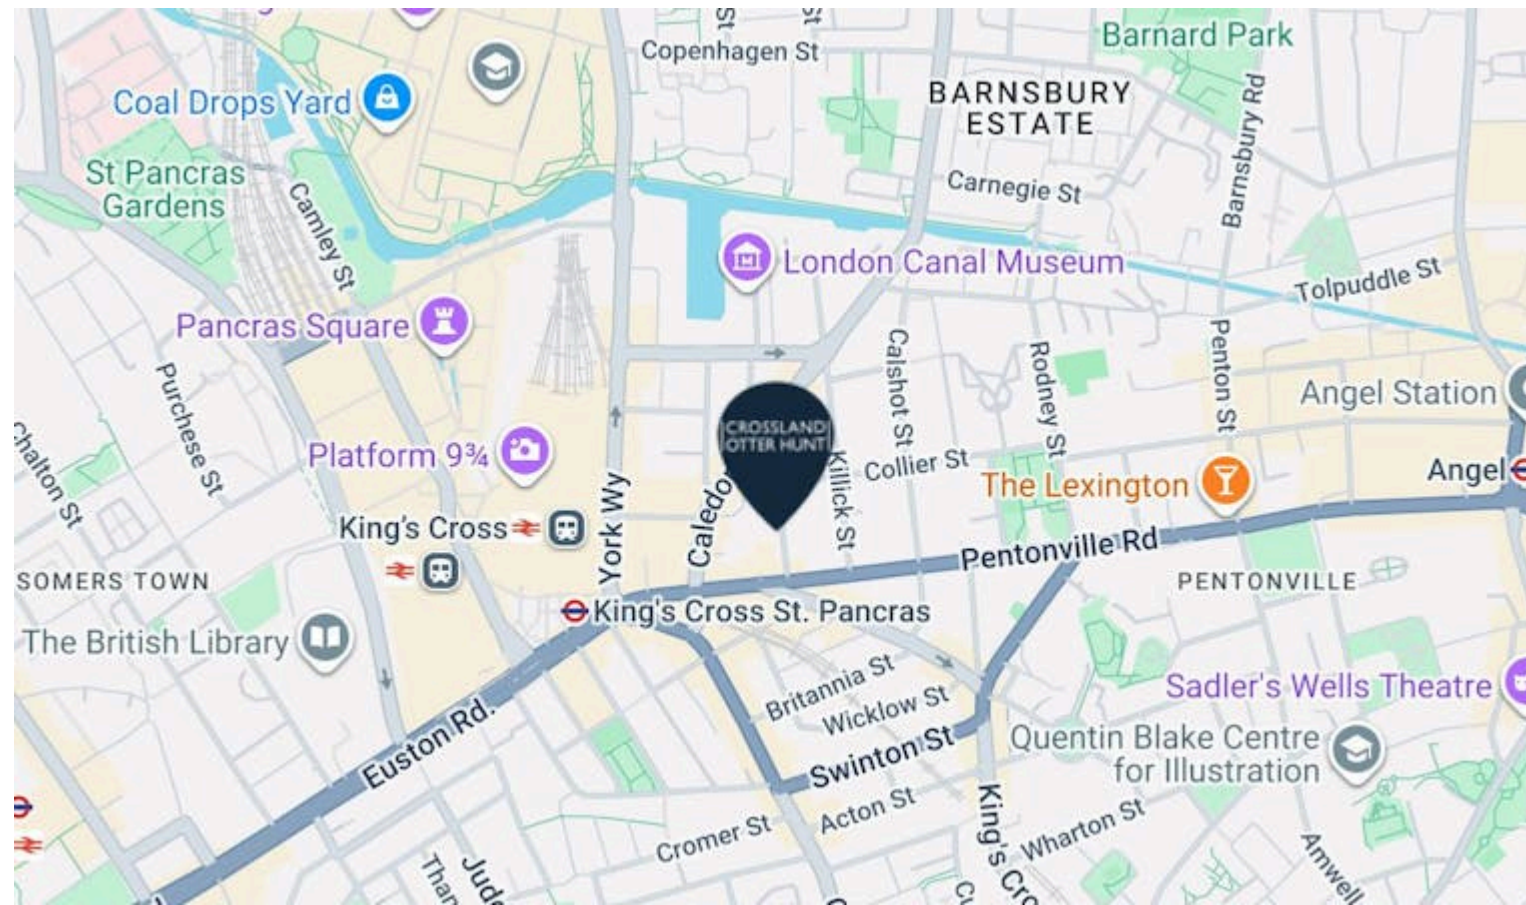 Copenhagen St
Barnard Park
Coal Drops Yard
BARNSBURY
ESTATE
Barnsbury Rd
St Pancras
Gardens
Camley St
Carnegie St
London Canal Museum
Tolpuddle St
Pancras Square
Purchese St
Calshot St
Rodney St
Penton St
Angel Station
CROSSLAND
OTTER HUNT
Chalton St
Platform 9¾
Killick St
Collier St
The Lexington
Angel
King's Cross
York Wy
Pentonville Rd
SOMERS TOWN
PENTONVILLE
King's Cross St. Pancras
The British Library
Britannia St
Wicklow St
Sadler's Wells Theatre
Euston Rd.
Swinton St
Quentin Blake Centre
for Illustration
Acton St
Cromer St
Wharton St